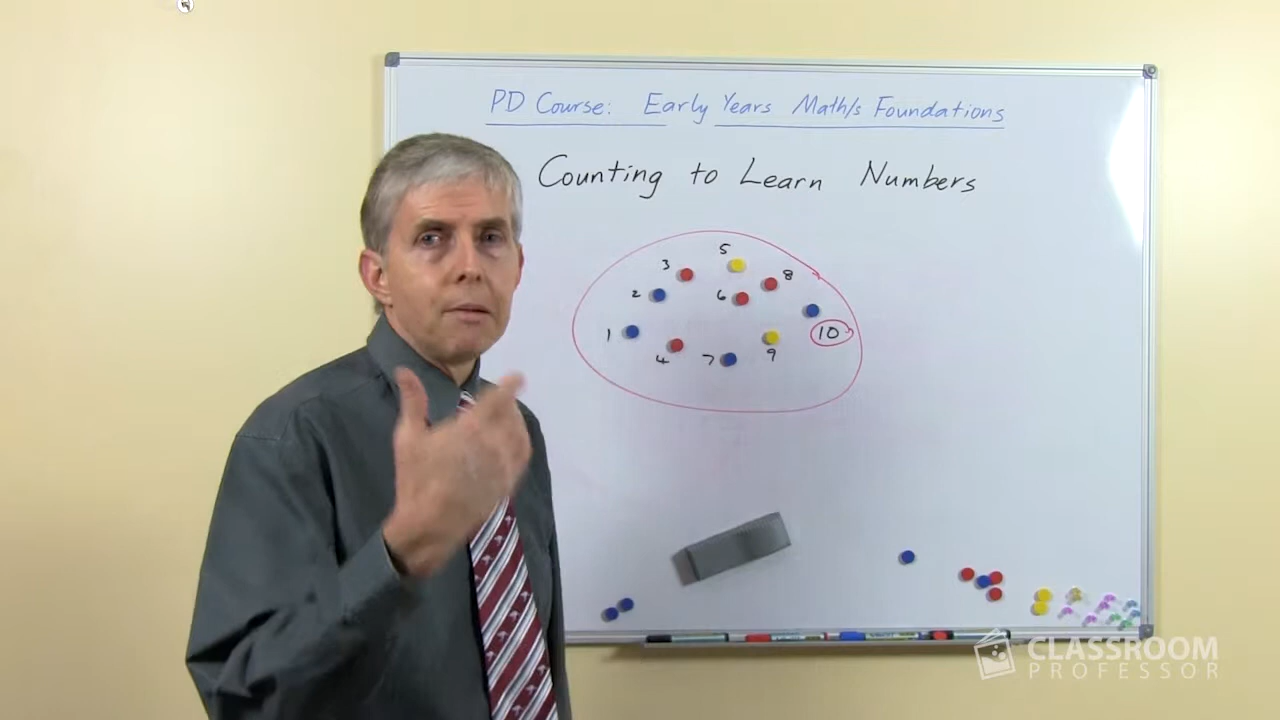 PD Course: Early Years Math/s Foundations
Counting to Learn Numbers
5
3
8
2
6
1
10
4
7
9
CLASSROOM
PROFESSOR